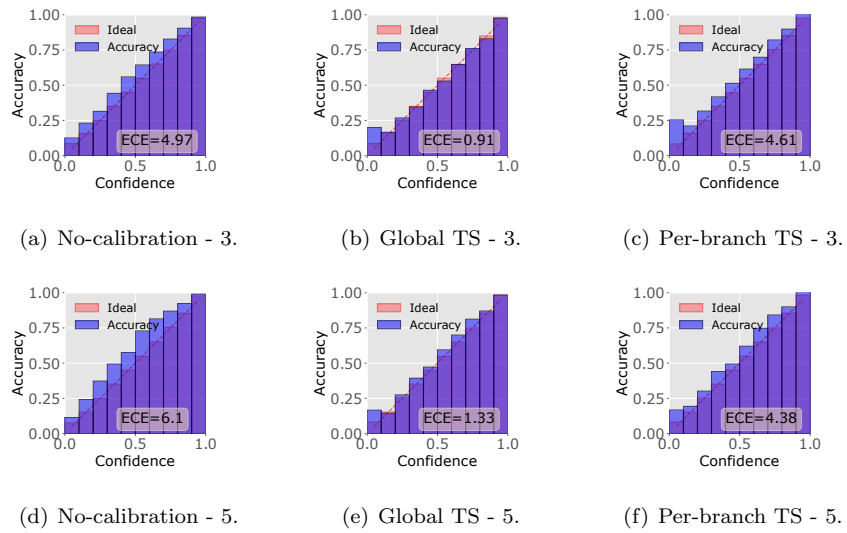 1.00
0.75
0.50
0.25
0.00
Accuracy
Ideal
Accuracy
ECE=4.97
0.0
0.5
1.0
Confidence
1.00
0.75
0.50
0.25
0.00
Accuracy
Ideal
Accuracy
ECE=0.91
0.0
0.5
1.0
Confidence
1.00
0.75
0.50
0.25
0.00
Accuracy
Ideal
Accuracy
ECE=4.61
0.0
0.5
1.0
Confidence
(a) No-calibration - 3.
(b) Global TS - 3.
(c) Per-branch TS - 3.
1.00
0.75
0.50
0.25
0.00
Accuracy
Ideal
Accuracy
ECE=6.1
0.0
0.5
1.0
Confidence
1.00
0.75
0.50
0.25
0.00
Accuracy
Ideal
Accuracy
ECE=1.33
0.0
0.5
1.0
Confidence
1.00
0.75
0.50
0.25
0.00
Accuracy
Ideal
Accuracy
ECE=4.38
0.0
0.5
1.0
Confidence
(d) No-calibration - 5.
(e) Global TS - 5.
(f) Per-branch TS - 5.